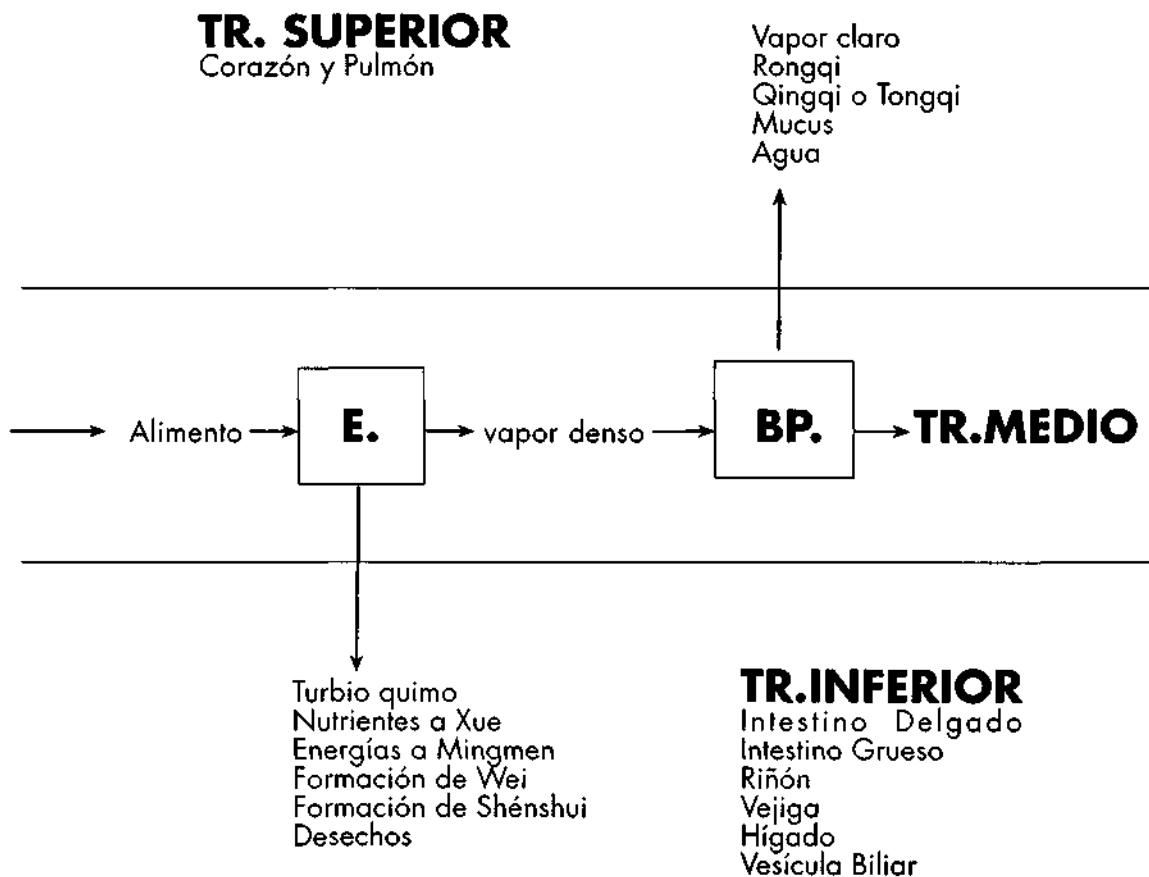 TR. SUPERIOR
Corazón y Pulmón
Vapor claro
Rongqi
Qingqi o Tongqi
Mucus
Agua
Alimento
E.
vapor denso
BP.
TR.MEDIO
Turbio quimo
Nutrientes a Xue
Energías a Mingmen
Formación de Wei
Formación de Shénshui
Desechos
TR.INFERIOR
Intestino Delgado
Intestino Grueso
Riñón
Vejiga
Hígado
Vesícula Biliar